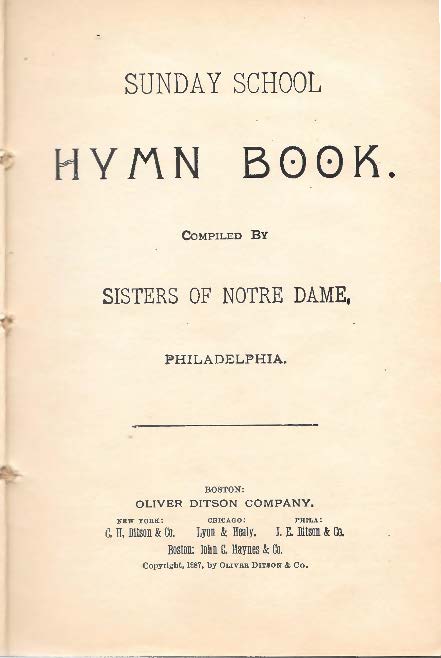 SUNDAY SCHOOL
HYMN BOOK.
COMPILED BY
SISTERS OF NOTRE DAME,
PHILADELPHIA.
BOSTON:
OLIVER DITSON COMPANY.
NEW YORK: CHICAGO: PHILA:
C. H. Ditson & Co. Lyon & Healy. J. E. Ditson & Co.
Boston: John C. Haynes & Co.
Copyright, 1887, by OLIVER DITSON & CO.